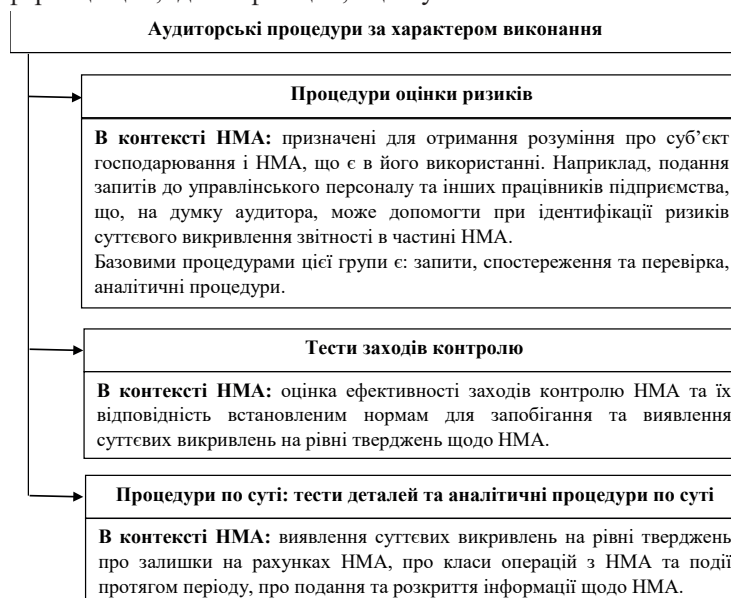 Аудиторські процедури за характером виконання
Процедури оцінки ризиків
В контексті НМА: призначені для отримання розуміння про суб’єкт
господарювання і НМА, що є в його використанні. Наприклад, подання
запитів до управлінського персоналу та інших працівників підприємства,
що, на думку аудитора, може допомогти при ідентифікації ризиків
суттєвого викривлення звітності в частині НМА.
Базовими процедурами цієї групи є: запити, спостереження та перевірка,
аналітичні процедури.
Тести заходів контролю
В контексті НМА: оцінка ефективності заходів контролю НМА та їх
відповідність встановленим нормам для запобігання та виявлення
суттєвих викривлень на рівні тверджень щодо НМА.
Процедури по суті: тести деталей та аналітичні процедури по суті
В контексті НМА: виявлення суттєвих викривлень на рівні тверджень
про залишки на рахунках НМА, про класи операцій з НМА та події
протягом періоду, про подання та розкриття інформації щодо НМА.